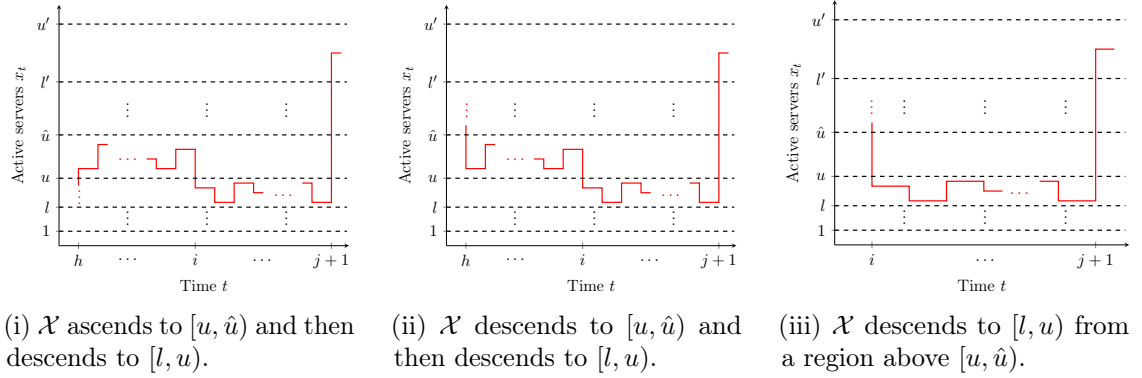 Active servers x_t
u′
l′
û
u
l
1
h
⋯
i
⋯
j + 1
Time t
(i) 𝒳 ascends to [u, û) and then
descends to [l, u).
Active servers x_t
u′
l′
û
u
l
1
h
⋯
i
⋯
j + 1
Time t
(ii) 𝒳 descends to [u, û) and
then descends to [l, u).
Active servers x_t
u′
l′
û
u
l
1
i
⋯
j + 1
Time t
(iii) 𝒳 descends to [l, u) from
a region above [u, û).